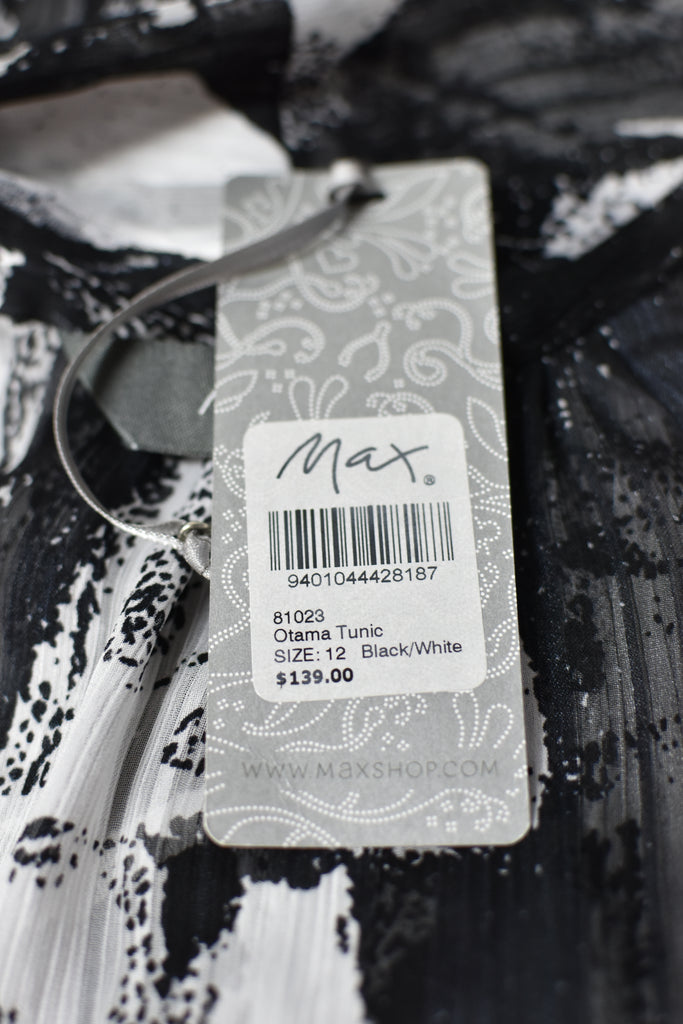 Max®
9401044428187
81023
Otama Tunic
SIZE: 12 Black/White
$139.00
WWW.MaxSHOP.COM